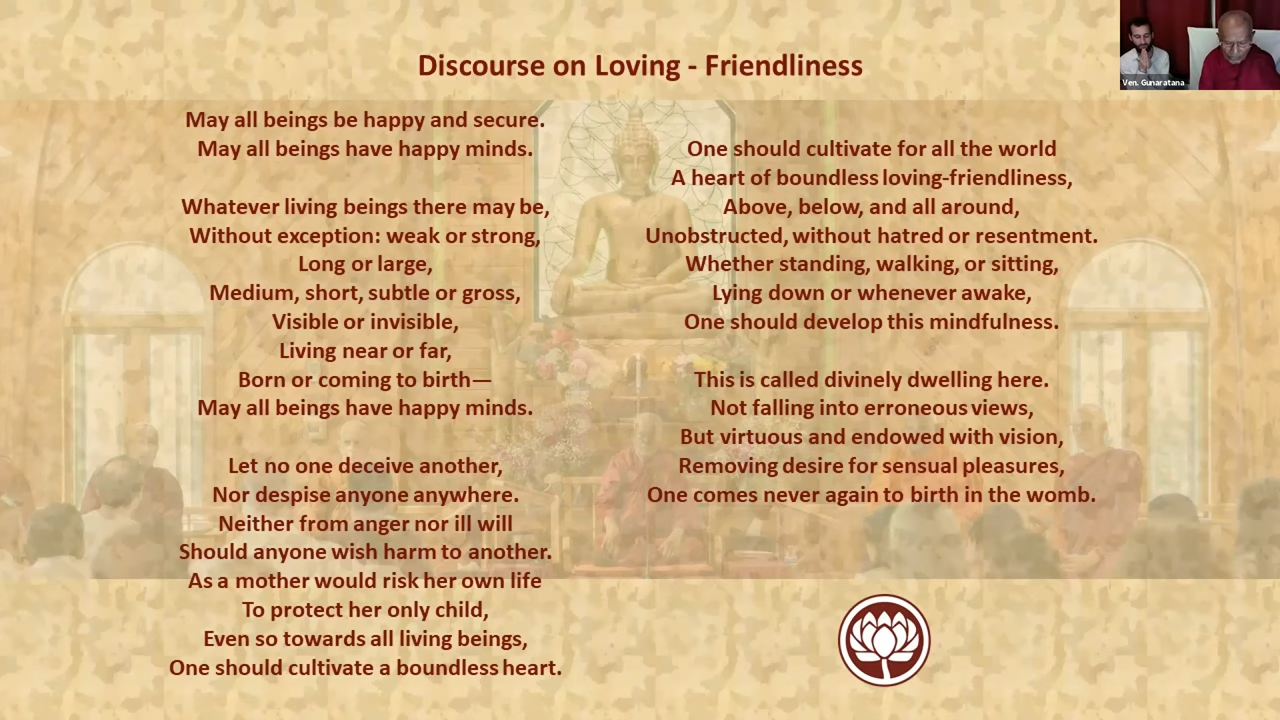 Discourse on Loving - Friendliness
May all beings be happy and secure.
May all beings have happy minds.
Whatever living beings there may be,
Without exception: weak or strong,
Long or large,
Medium, short, subtle or gross,
Visible or invisible,
Living near or far,
Born or coming to birth—
May all beings have happy minds.
Let no one deceive another,
Nor despise anyone anywhere.
Neither from anger nor ill will
Should anyone wish harm to another.
As a mother would risk her own life
To protect her only child,
Even so towards all living beings,
One should cultivate a boundless heart.
One should cultivate for all the world
A heart of boundless loving-friendliness,
Above, below, and all around,
Unobstructed, without hatred or resentment.
Whether standing, walking, or sitting,
Lying down or whenever awake,
One should develop this mindfulness.
This is called divinely dwelling here.
Not falling into erroneous views,
But virtuous and endowed with vision,
Removing desire for sensual pleasures,
One comes never again to birth in the womb.
Ven. Gunaratana